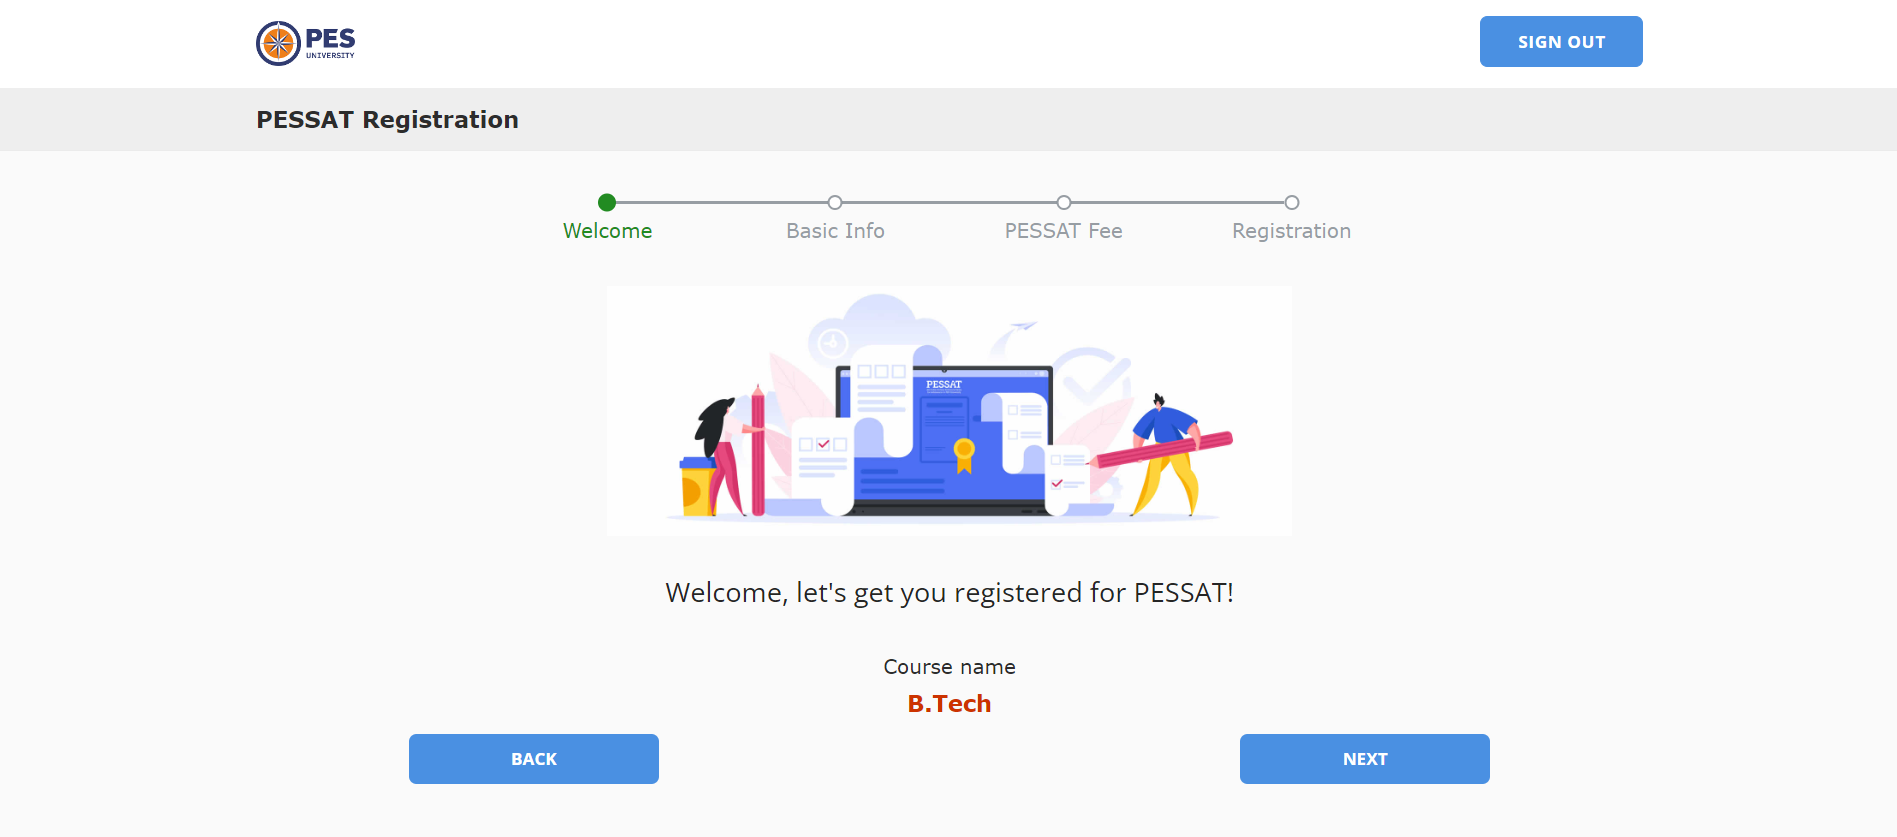 PES
UNIVERSITY
SIGN OUT
PESSAT Registration
Welcome
Basic Info
PESSAT Fee
Registration
PESSAT
Welcome, let's get you registered for PESSAT!
Course name
B.Tech
BACK
NEXT